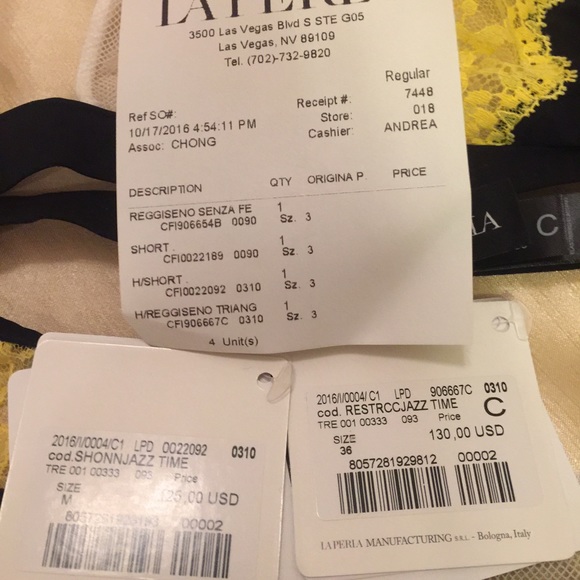 LA PERLA
3500 Las Vegas Blvd S STE G05
Las Vegas, NV 89109
Tel. (702)-732-9820
Regular
Ref SO#: Receipt #. 7448
10/17/2016 4:54:11 PM Store: 018
Assoc: CHONG Cashier: ANDREA
DESCRIPTION QTY ORIGINA P. PRICE
REGGISENO SENZA FE 1
CFI906654B 0090 Sz. 3
SHORT . 1
CFI0022189 0090 Sz. 3
H/SHORT . 1
CFI0022092 0310 Sz. 3
H/REGGISENO TRIANG 1
CFI906667C 0310 Sz. 3
4 Unit(s)
IA C
2016/I/0004/C1 LPD 0022092 0310
cod.SHONNJAZZ TIME
TRE 001 00333 093 Price
SIZE
M 125,00 USD
00002
2016/I/0004/C1 LPD 906667C 0310
cod. RESTRCCJAZZ TIME C
TRE 001 00333 093 Price
SIZE
36 130,00 USD
8057281929812 00002
LA PERLA MANUFACTURING S.R.L. - Bologna, Italy